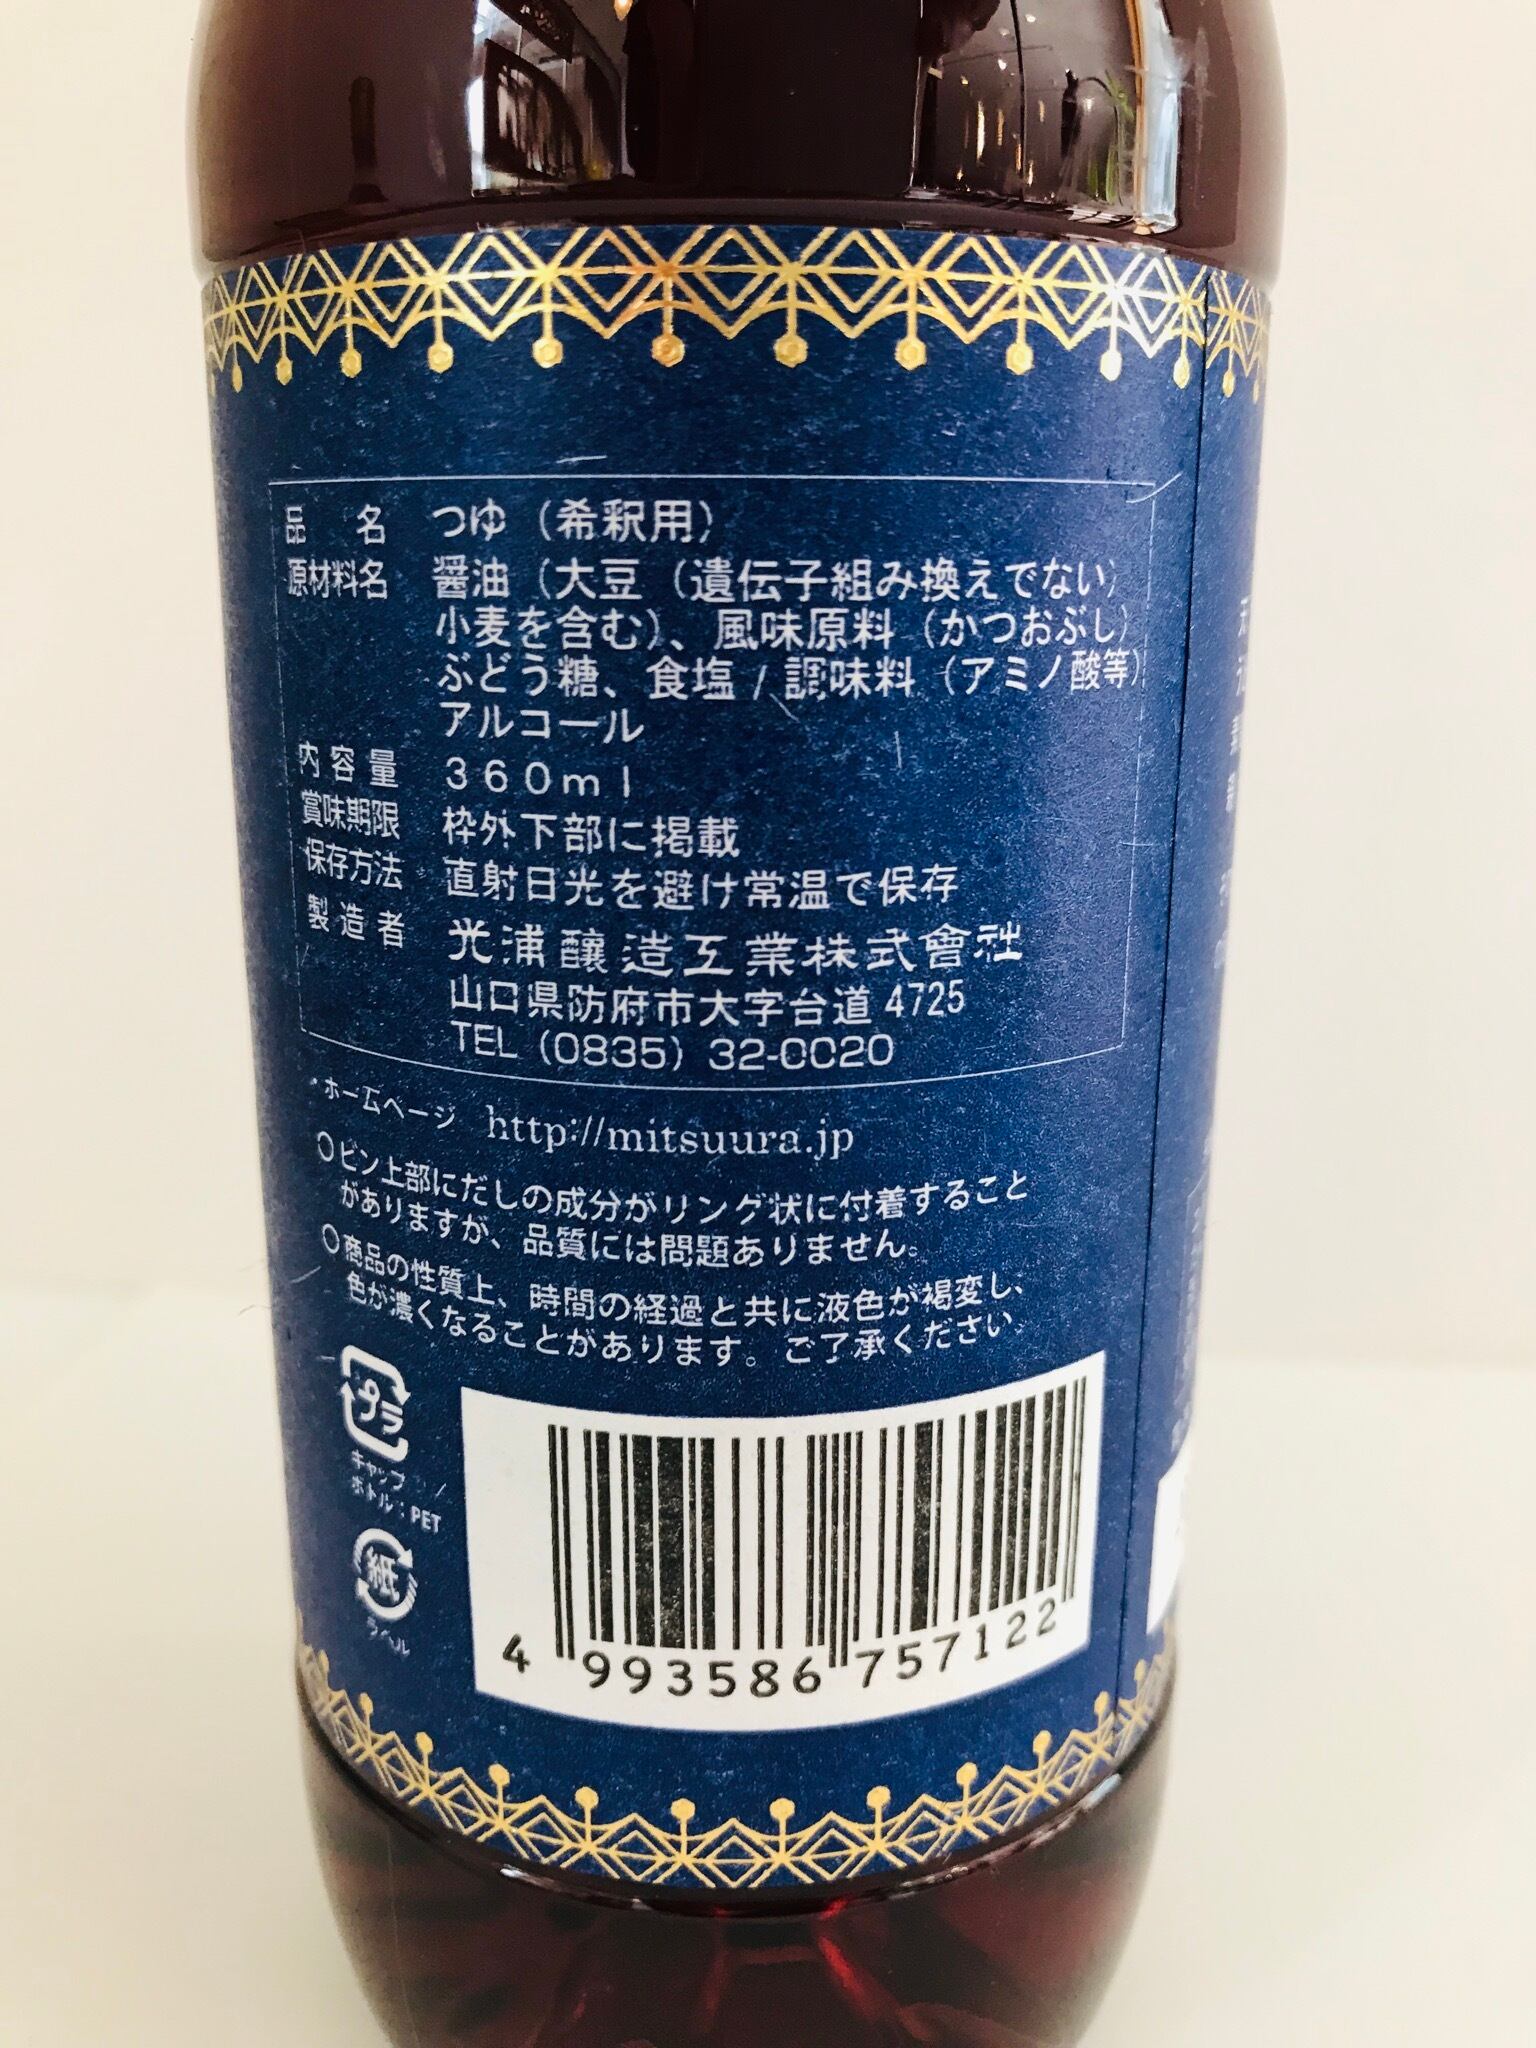 品名 つゆ（希釈用）
原材料名 醤油（大豆（遺伝子組み換えでない）
小麦を含む）、風味原料（かつおぶし）
ぶどう糖、食塩 / 調味料（アミノ酸等）
アルコール
内容量 360ml
賞味期限 枠外下部に掲載
保存方法 直射日光を避け常温で保存
製造者 光浦醸造工業株式會社
山口県防府市大字台道 4725
TEL（0835）32-0020
ホームページ http://mitsuura.jp
○ビン上部にだしの成分がリング状に付着すること
がありますが、品質には問題ありません。
○商品の性質上、時間の経過と共に液色が褐変し、
色が濃くなることがあります。ご了承ください。
プラ
キャップ
ボトル：PET
紙
ラベル
4 993586 757122